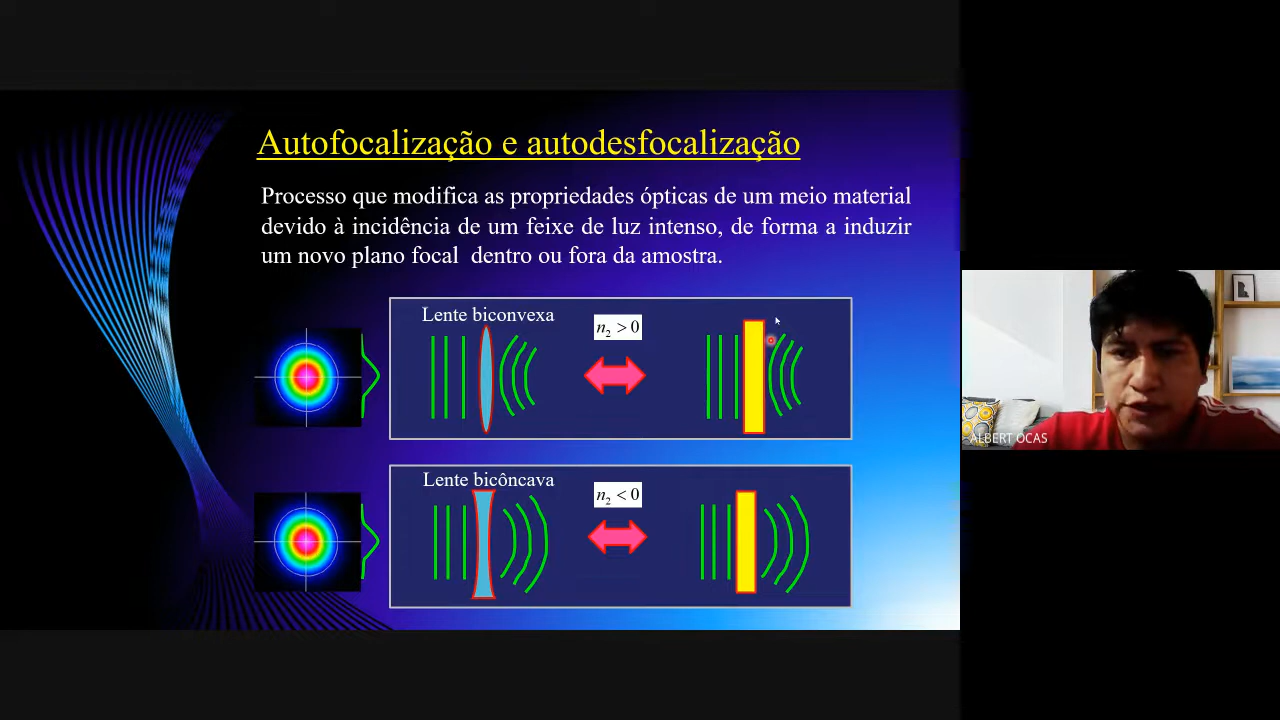 Autofocalização e autodesfocalização
Processo que modifica as propriedades ópticas de um meio material
devido à incidência de um feixe de luz intenso, de forma a induzir
um novo plano focal dentro ou fora da amostra.
Lente biconvexa
n₂ > 0
Lente bicôncava
n₂ < 0
ALBERT OCAS